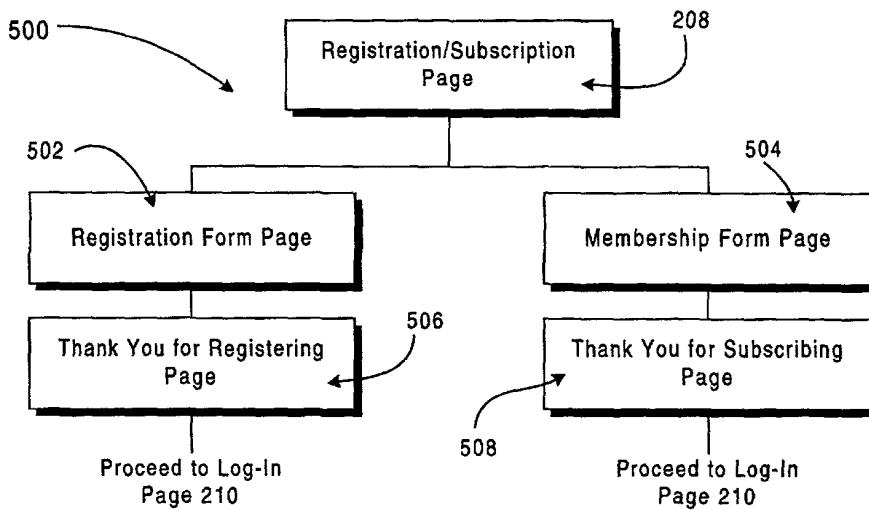 500
Registration/Subscription
Page
208
502
504
Registration Form Page
Membership Form Page
Thank You for Registering
Page
506
Thank You for Subscribing
Page
508
Proceed to Log-In
Page 210
Proceed to Log-In
Page 210